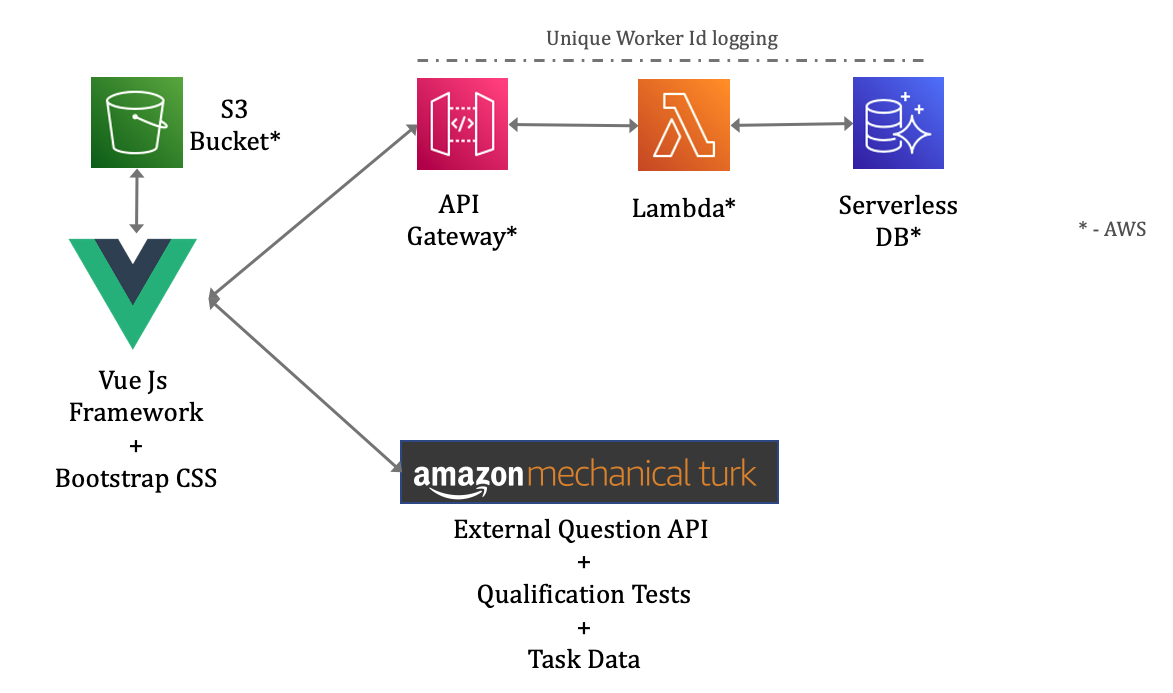 Unique Worker Id logging
S3
Bucket*
API
Gateway*
Lambda*
Serverless
DB*
* - AWS
Vue Js
Framework
+
Bootstrap CSS
amazon mechanical turk
External Question API
+
Qualification Tests
+
Task Data